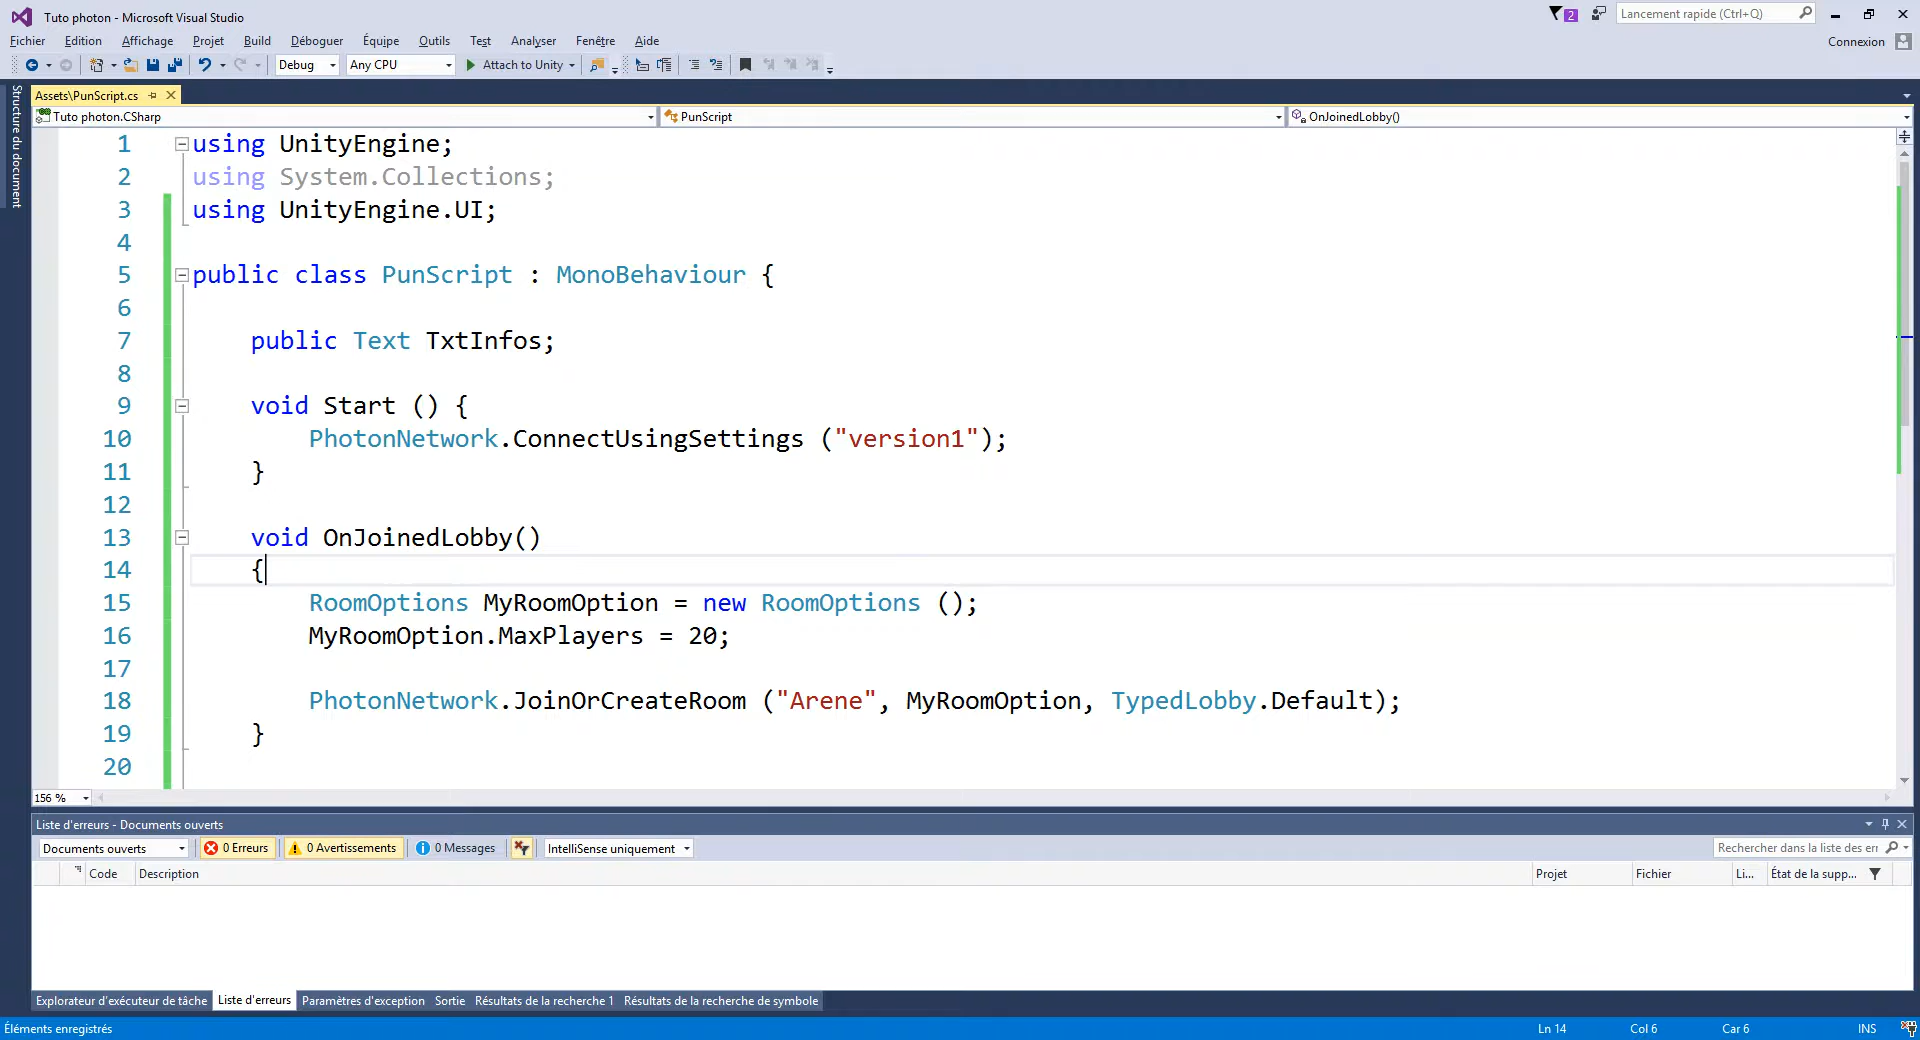 Tuto photon - Microsoft Visual Studio
2
Lancement rapide (Ctrl+Q)
Fichier Edition Affichage Projet Build Déboguer Équipe Outils Test Analyser Fenêtre Aide
Connexion
Debug Any CPU Attach to Unity
Structure du document
Assets\PunScript.cs
Tuto photon.CSharp PunScript OnJoinedLobby()
1 using UnityEngine;
2 using System.Collections;
3 using UnityEngine.UI;
4
5 public class PunScript : MonoBehaviour {
6
7 public Text TxtInfos;
8
9 void Start () {
10 PhotonNetwork.ConnectUsingSettings ("version1");
11 }
12
13 void OnJoinedLobby()
14 {
15 RoomOptions MyRoomOption = new RoomOptions ();
16 MyRoomOption.MaxPlayers = 20;
17
18 PhotonNetwork.JoinOrCreateRoom ("Arene", MyRoomOption, TypedLobby.Default);
19 }
20
156 %
Liste d'erreurs - Documents ouverts
Documents ouverts 0 Erreurs 0 Avertissements 0 Messages IntelliSense uniquement Rechercher dans la liste des err
Code Description Projet Fichier Li... État de la supp...
Explorateur d'exécuteur de tâche Liste d'erreurs Paramètres d'exception Sortie Résultats de la recherche 1 Résultats de la recherche de symbole
Éléments enregistrés Ln 14 Col 6 Car 6 INS